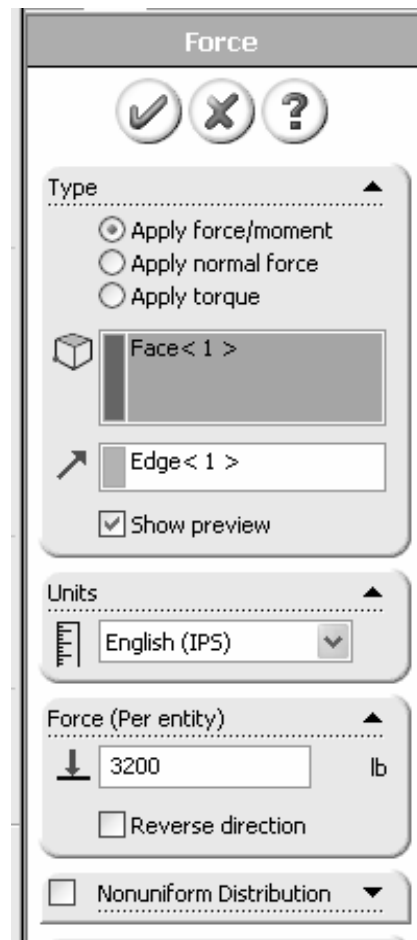 Force
?
Type
Apply force/moment
Apply normal force
Apply torque
Face< 1 >
Edge< 1 >
Show preview
Units
English (IPS)
Force (Per entity)
3200 lb
Reverse direction
Nonuniform Distribution